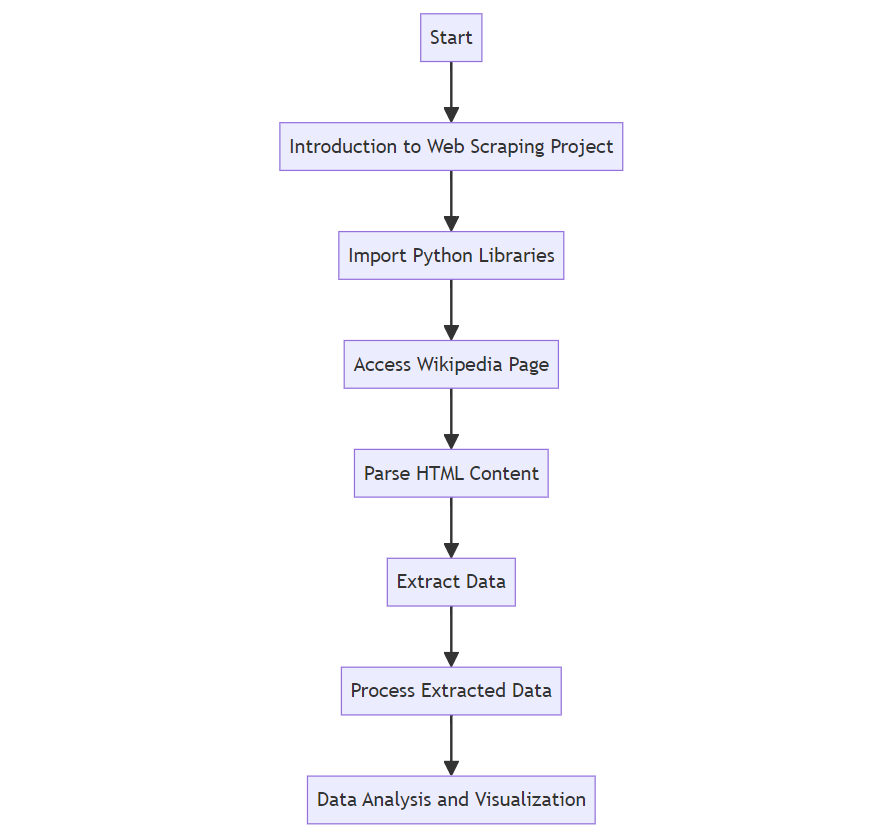 Start
Introduction to Web Scraping Project
Import Python Libraries
Access Wikipedia Page
Parse HTML Content
Extract Data
Process Extracted Data
Data Analysis and Visualization